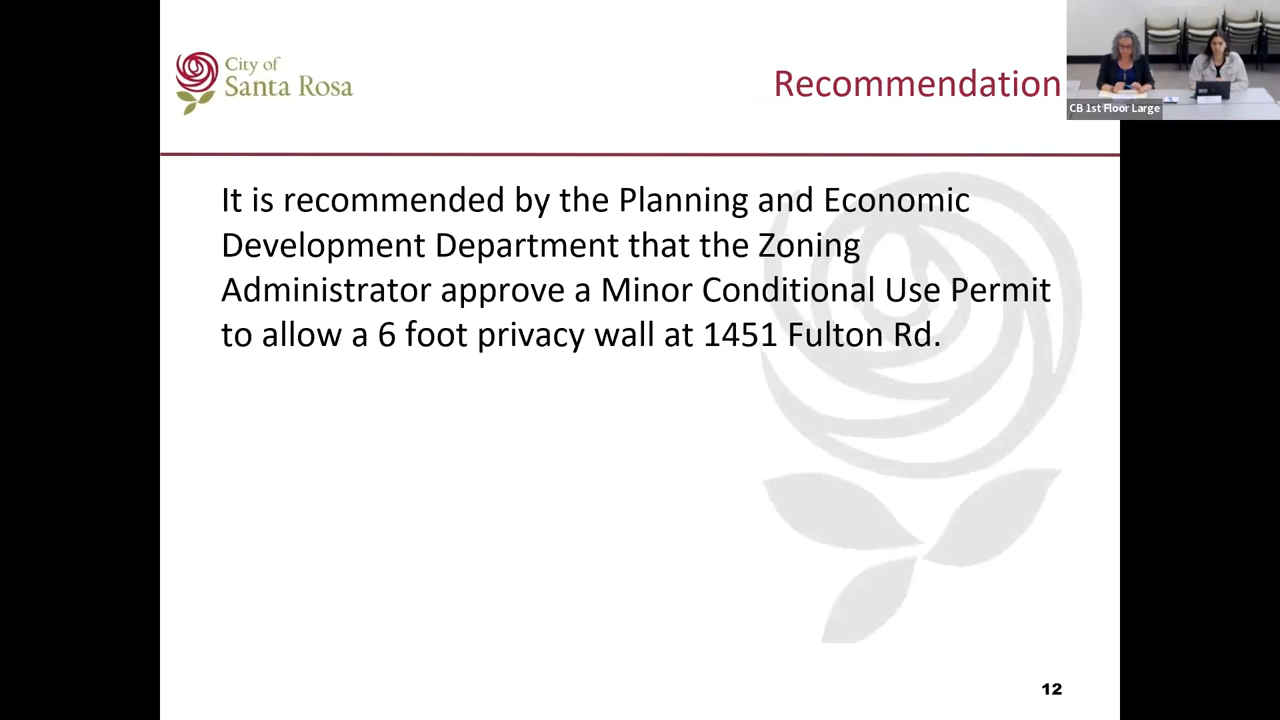 City of
Santa Rosa
Recommendation
CB 1st Floor Large
It is recommended by the Planning and Economic
Development Department that the Zoning
Administrator approve a Minor Conditional Use Permit
to allow a 6 foot privacy wall at 1451 Fulton Rd.
12